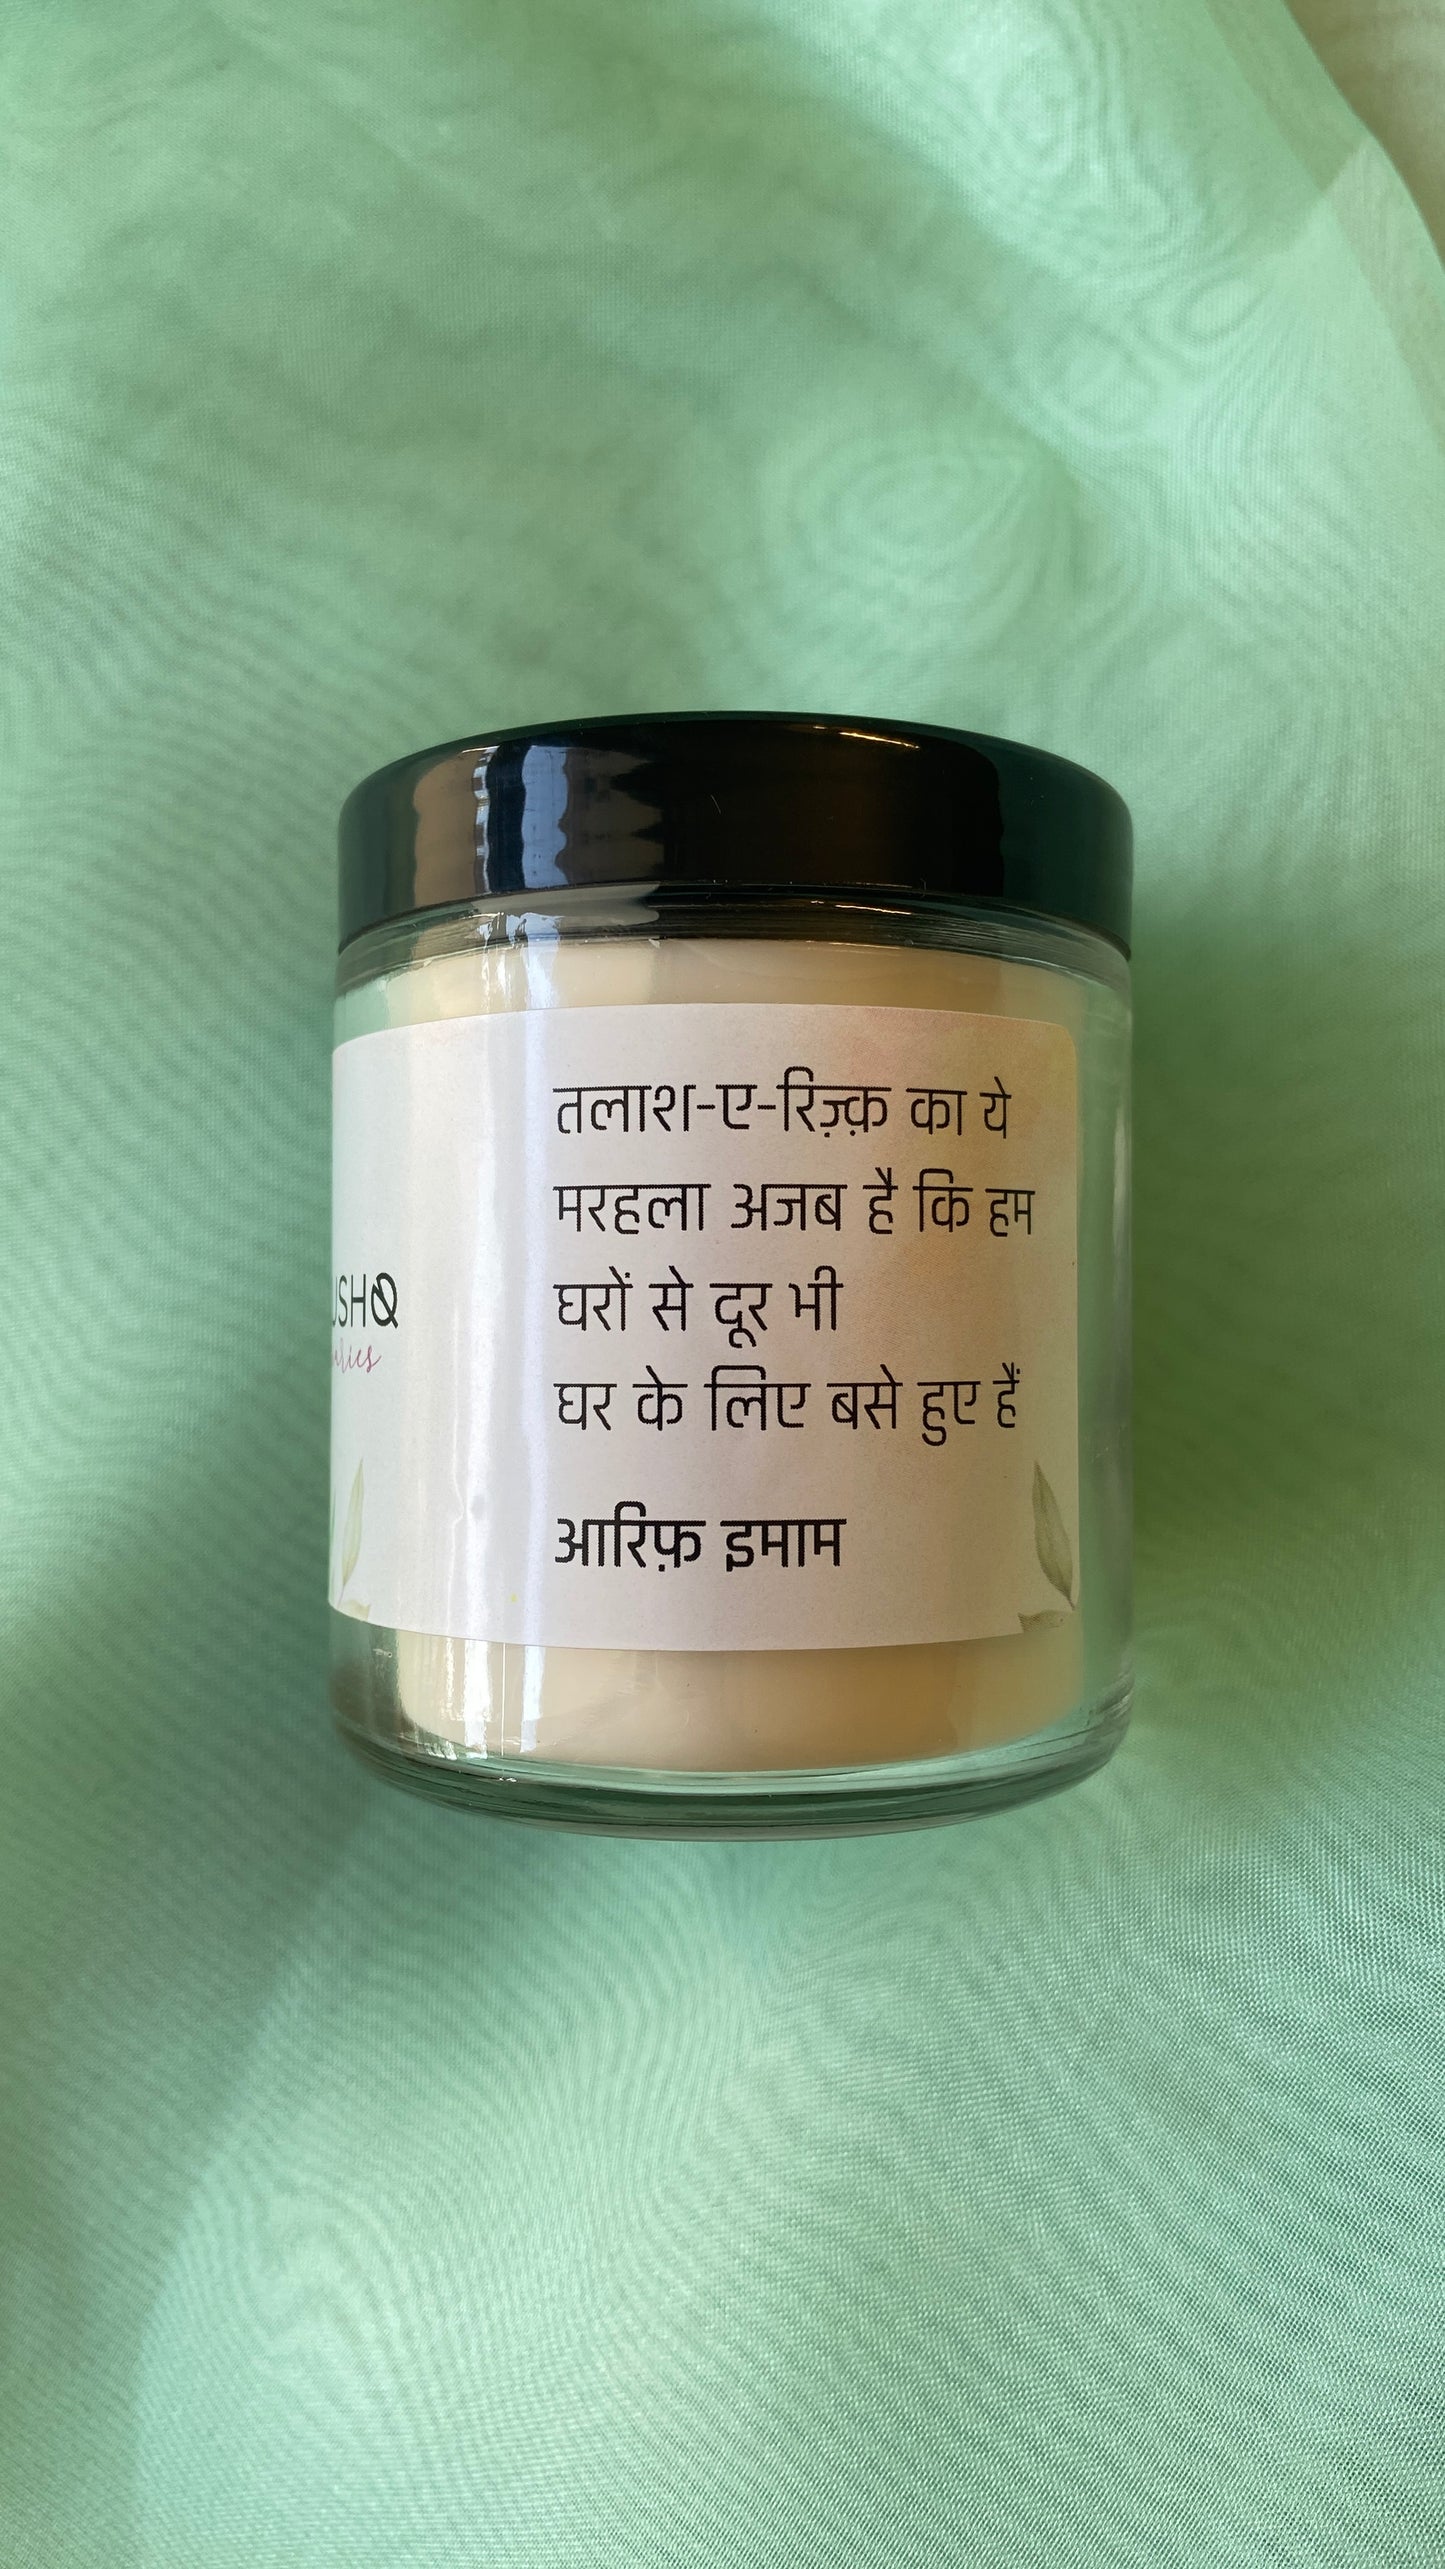 तलाश-ए-रिज़्क़ का ये
मरहला अजब है कि हम
घरों से दूर भी
घर के लिए बसे हुए हैं
आरिफ़ इमाम